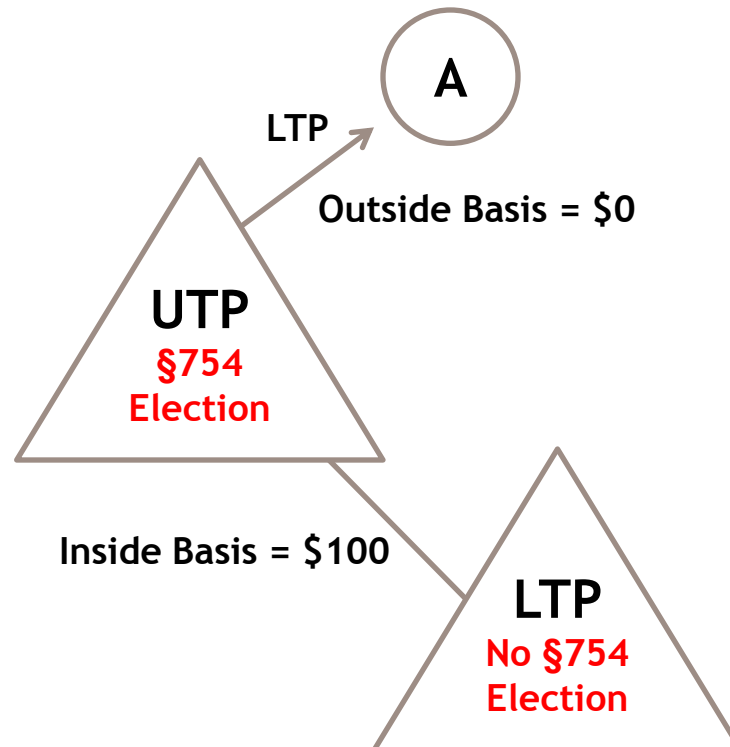 A
LTP
Outside Basis = $0
UTP
§754
Election
Inside Basis = $100
LTP
No §754
Election